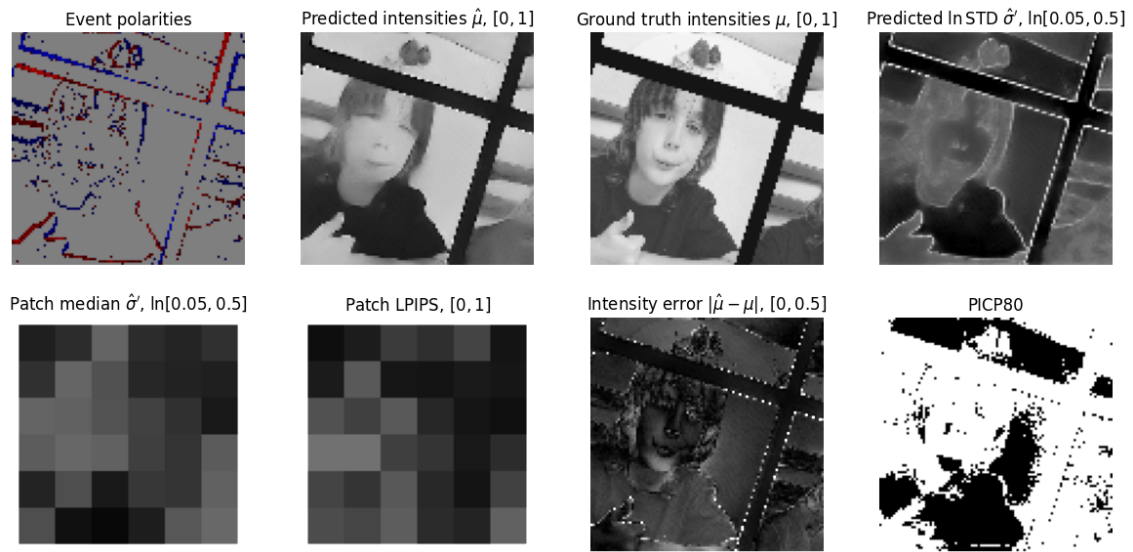 Event polarities
Predicted intensities μ̂, [0, 1]
Ground truth intensities μ, [0, 1]
Predicted ln STD σ̂′, ln[0.05, 0.5]
Patch median σ̂′, ln[0.05, 0.5]
Patch LPIPS, [0, 1]
Intensity error |μ̂ − μ|, [0, 0.5]
PICP80